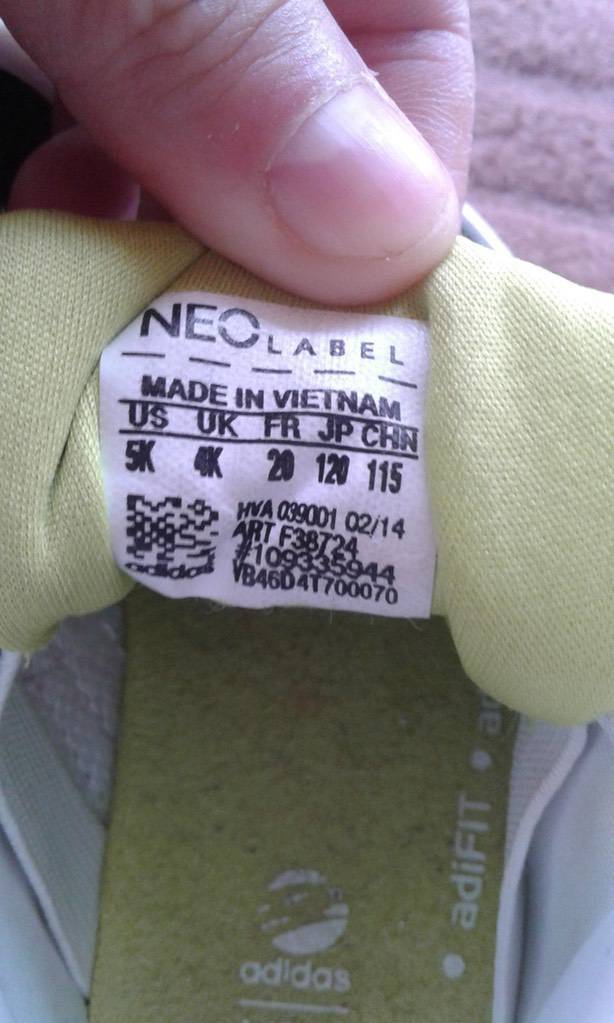 NEO LABEL
MADE IN VIETNAM
US UK FR JP CHN
5K 4K 20 120 115
HVA 039001 02/14
ART F38724
#109335944
VB46D4T700070
adidas
adiFIT
adidas